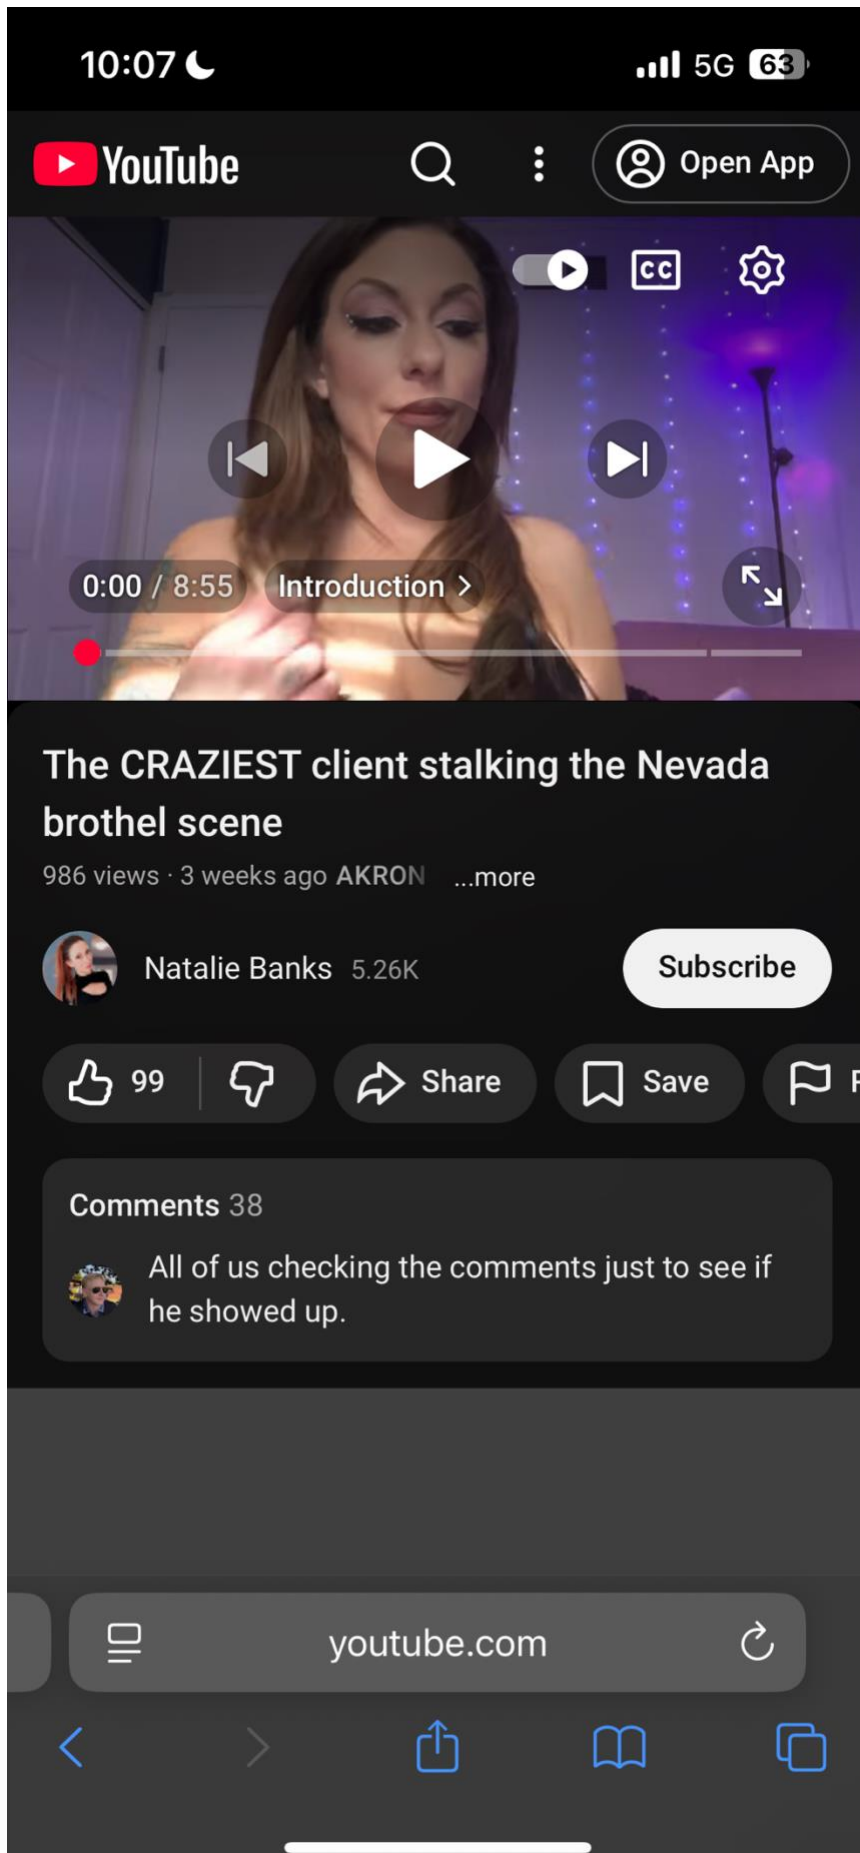 10:07
5G 63
YouTube
Open App
CC
0:00 / 8:55 Introduction >
The CRAZIEST client stalking the Nevada
brothel scene
986 views · 3 weeks ago AKRON ...more
Natalie Banks 5.26K
Subscribe
99
Share
Save
Comments 38
All of us checking the comments just to see if
he showed up.
youtube.com